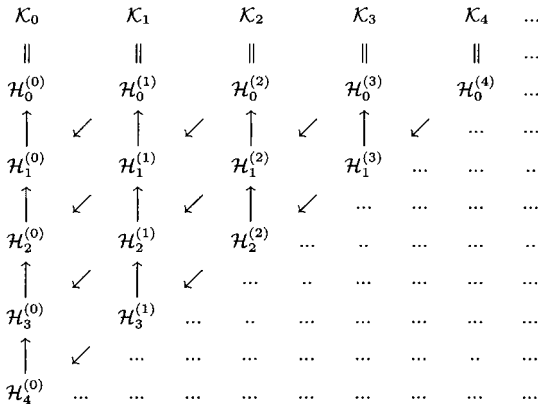 𝒦₀ 𝒦₁ 𝒦₂ 𝒦₃ 𝒦₄ ...
∥ ∥ ∥ ∥ ∥ ...
ℋ₀⁽⁰⁾ ℋ₀⁽¹⁾ ℋ₀⁽²⁾ ℋ₀⁽³⁾ ℋ₀⁽⁴⁾ ...
↑ ↙ ↑ ↙ ↑ ↙ ↑ ↙ ... ...
ℋ₁⁽⁰⁾ ℋ₁⁽¹⁾ ℋ₁⁽²⁾ ℋ₁⁽³⁾ ... ... ..
↑ ↙ ↑ ↙ ↑ ↙ ... ... ... ...
ℋ₂⁽⁰⁾ ℋ₂⁽¹⁾ ℋ₂⁽²⁾ ... .. ... ... ..
↑ ↙ ↑ ↙ ... .. ... ... ... ...
ℋ₃⁽⁰⁾ ℋ₃⁽¹⁾ ... .. ... ... ... ...
↑ ↙ ... ... ... ... ... .. ...
ℋ₄⁽⁰⁾ ... ... ... ... ... ... ... ...